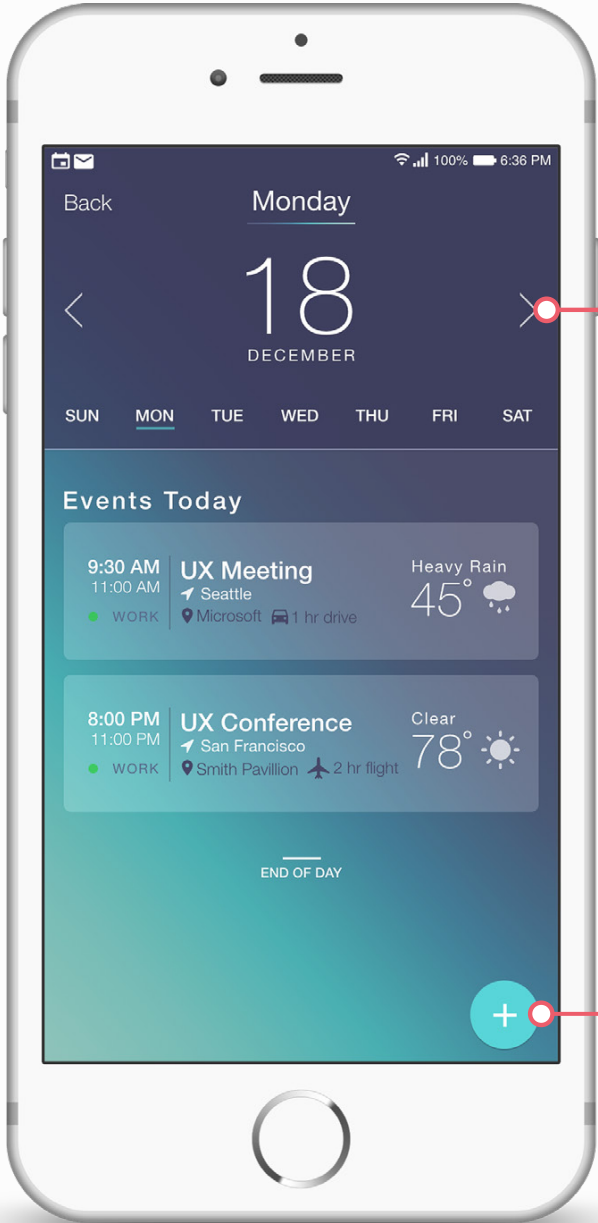 100% 6:36 PM
Back Monday
18
DECEMBER
SUN MON TUE WED THU FRI SAT
Events Today
9:30 AM
11:00 AM
WORK
UX Meeting
Seattle
Microsoft 1 hr drive
Heavy Rain
45°
8:00 PM
11:00 PM
WORK
UX Conference
San Francisco
Smith Pavillion 2 hr flight
Clear
78°
END OF DAY
+